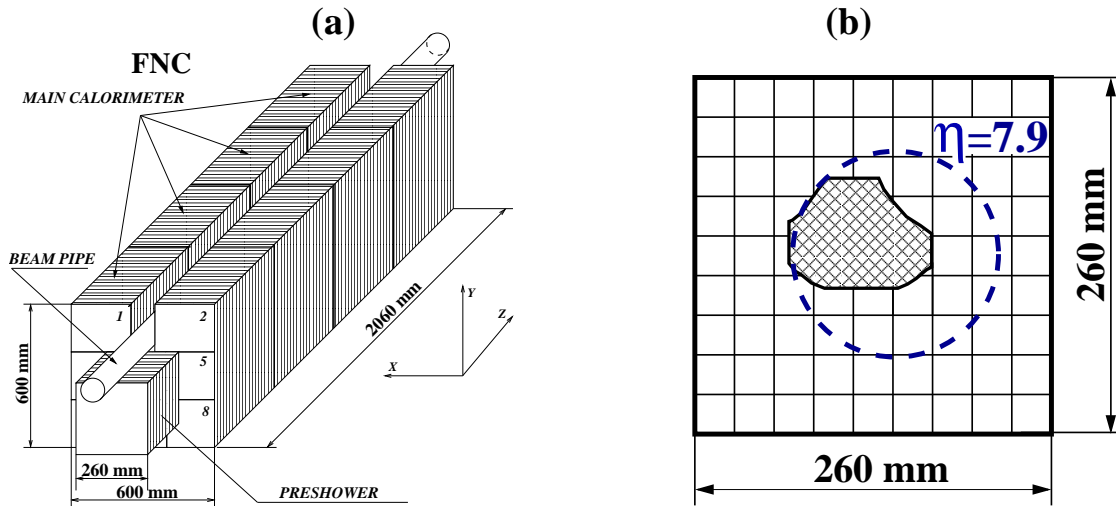 (a)
FNC
MAIN CALORIMETER
BEAM PIPE
1
2
5
8
600 mm
260 mm
600 mm
PRESHOWER
2060 mm
Y
Z
X
(b)
η=7.9
260 mm
260 mm